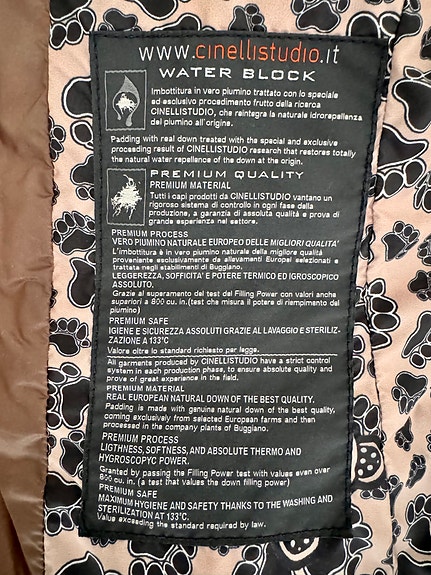 www.cinellistudio.it
WATER BLOCK
Imbottitura in vero piumino trattato con lo speciale
ed esclusivo procedimento frutto della ricerca
CINELLISTUDIO, che reintegra la naturale idrorepellenza
del piumino all'origine.
Padding with real down treated with the special and exclusive
proceeding result of CINELLISTUDIO research that restores totally
the natural water repellence of the down at the origin.
PREMIUM QUALITY
PREMIUM MATERIAL
Tutti i capi prodotti da CINELLISTUDIO vantano un
rigoroso sistema di controllo in ogni fase della
produzione, a garanzia di assoluta qualità e prova di
grande esperienza nel settore.
PREMIUM PROCESS
VERO PIUMINO NATURALE EUROPEO DELLE MIGLIORI QUALITA'
L'imbottitura è in vero piumino naturale della migliore qualità
proveniente esclusivamente da allevamenti Europei selezionati e
trattata negli stabilimenti di Buggiano.
LEGGEREZZA, SOFFICITA' E POTERE TERMICO ED IGROSCOPICO
ASSOLUTO.
Grazie al superamento del test del Filling Power con valori anche
superiori a 800 cu. in.(test che misura il potere di riempimento del
piumino)
PREMIUM SAFE
IGIENE E SICUREZZA ASSOLUTI GRAZIE AL LAVAGGIO E STERILIZ-
ZAZIONE A 133°C
Valore oltre lo standard richiesto per legge.
All garments produced by CINELLISTUDIO have a strict control
system in each production phase, to ensure absolute quality and
prove of great experience in the field.
PREMIUM MATERIAL
REAL EUROPEAN NATURAL DOWN OF THE BEST QUALITY.
Padding is made with genuine natural down of the best quality,
coming exclusively from selected European farms and then
processed in the company plants of Buggiano.
PREMIUM PROCESS
LIGTHNESS, SOFTNESS, AND ABSOLUTE THERMO AND
HYGROSCOPYC POWER.
Granted by passing the Filling Power test with values even over
800 cu. in. (a test that values the down filling power)
PREMIUM SAFE
MAXIMUM HYGIENE AND SAFETY THANKS TO THE WASHING AND
STERILIZATION AT 133°C.
Value exceeding the standard required by law.